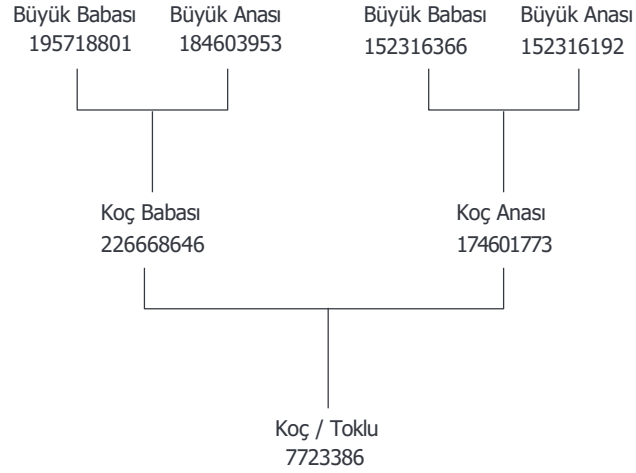 Büyük Babası Büyük Anası Büyük Babası Büyük Anası
195718801 184603953 152316366 152316192
Koç Babası Koç Anası
226668646 174601773
Koç / Toklu
7723386